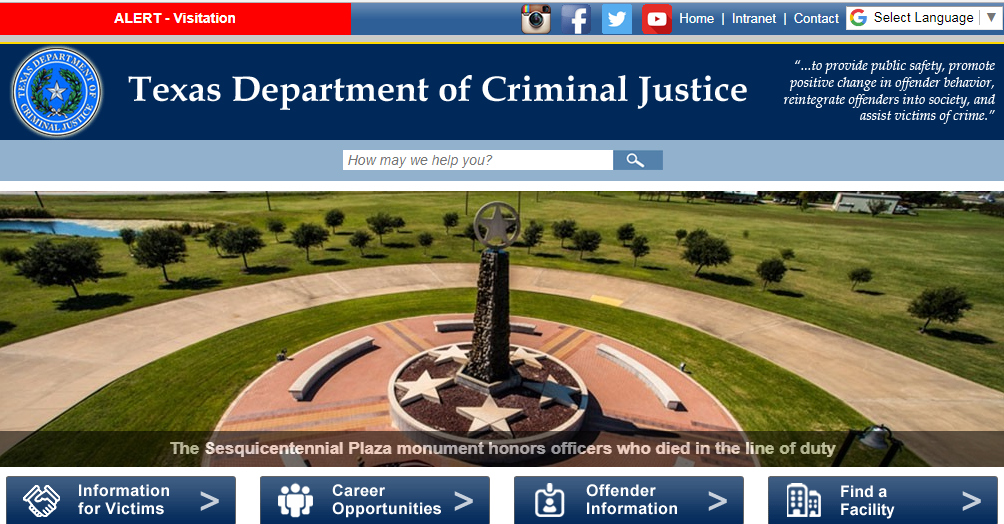 ALERT - Visitation
Home | Intranet | Contact
G Select Language ▼
TEXAS DEPARTMENT OF CRIMINAL JUSTICE
Texas Department of Criminal Justice
“...to provide public safety, promote
positive change in offender behavior,
reintegrate offenders into society, and
assist victims of crime.”
How may we help you?
The Sesquicentennial Plaza monument honors officers who died in the line of duty
Information
for Victims
Career
Opportunities
Offender
Information
Find a
Facility